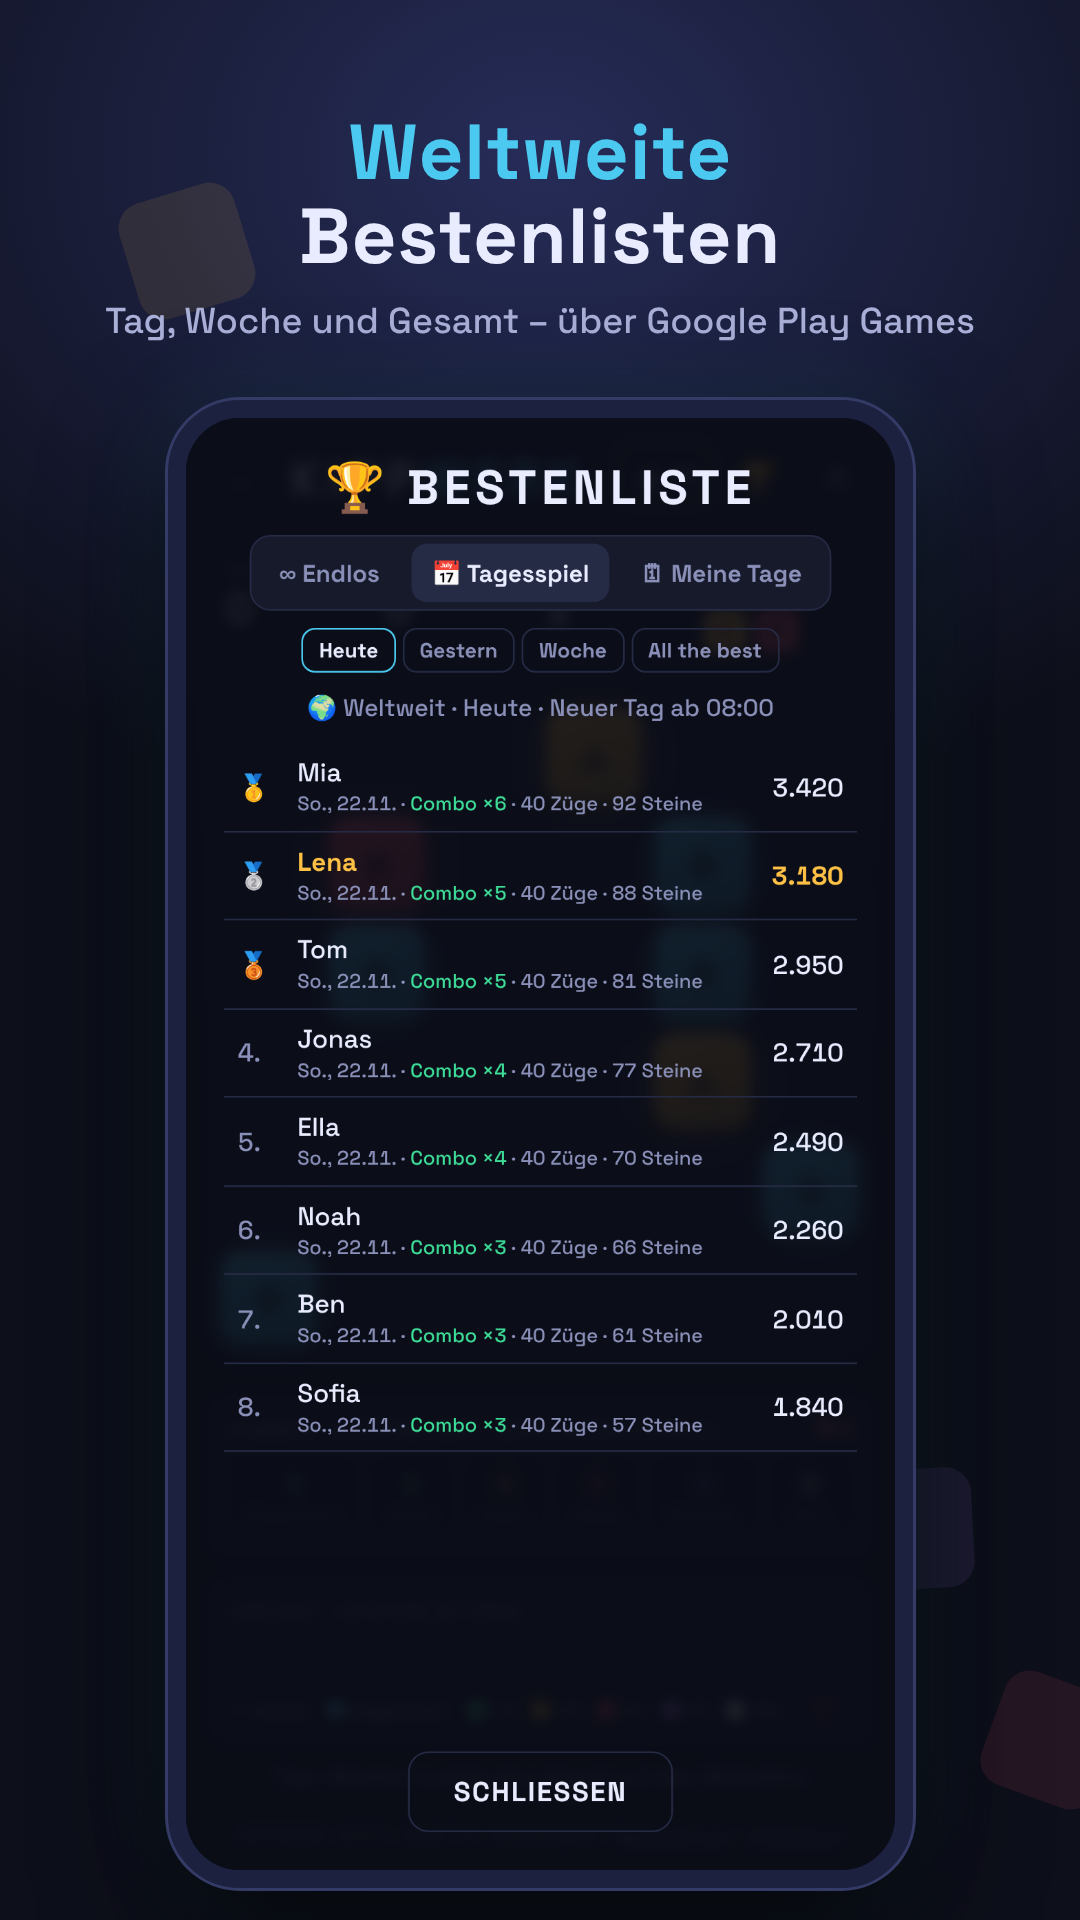 Weltweite
Bestenlisten
Tag, Woche und Gesamt – über Google Play Games
🏆 BESTENLISTE
∞ Endlos 📅 Tagesspiel 🗓 Meine Tage
Heute Gestern Woche All the best
🌍 Weltweit · Heute · Neuer Tag ab 08:00
🥇 Mia 3.420
So., 22.11. · Combo ×6 · 40 Züge · 92 Steine
🥈 Lena 3.180
So., 22.11. · Combo ×5 · 40 Züge · 88 Steine
🥉 Tom 2.950
So., 22.11. · Combo ×5 · 40 Züge · 81 Steine
4. Jonas 2.710
So., 22.11. · Combo ×4 · 40 Züge · 77 Steine
5. Ella 2.490
So., 22.11. · Combo ×4 · 40 Züge · 70 Steine
6. Noah 2.260
So., 22.11. · Combo ×3 · 40 Züge · 66 Steine
7. Ben 2.010
So., 22.11. · Combo ×3 · 40 Züge · 61 Steine
8. Sofia 1.840
So., 22.11. · Combo ×3 · 40 Züge · 57 Steine
SCHLIESSEN